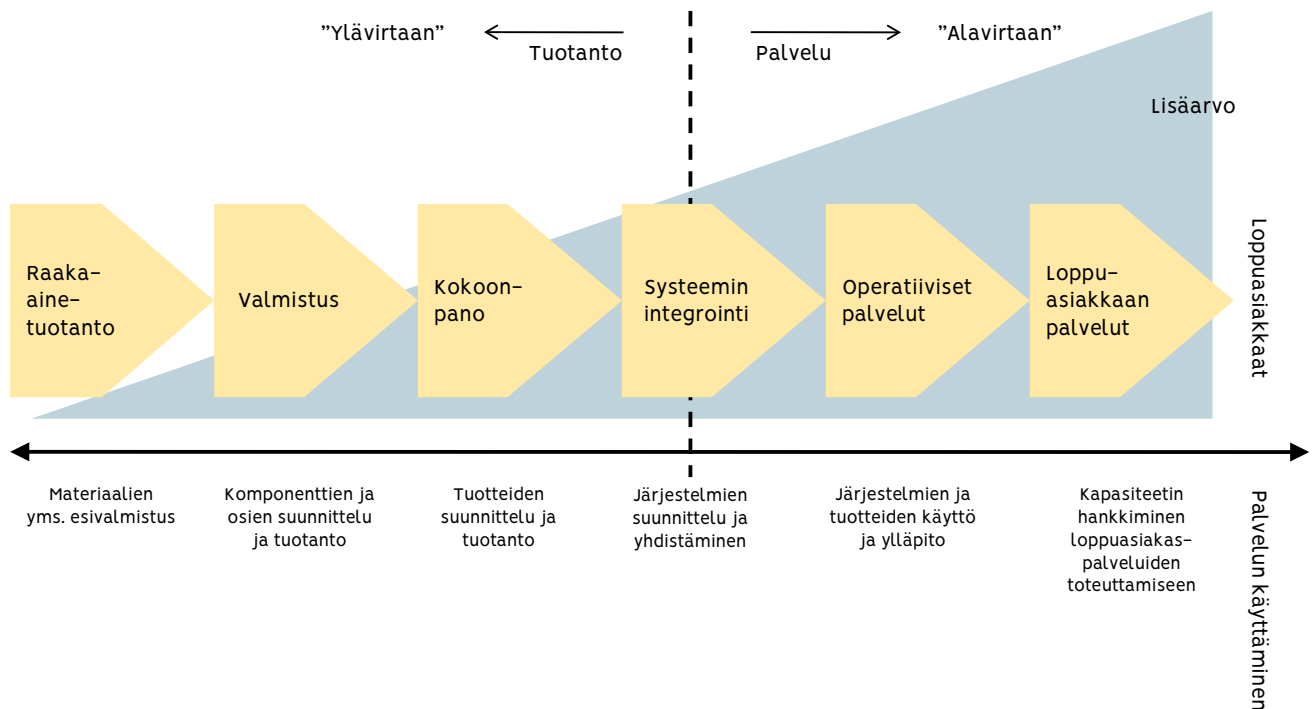 ”Ylävirtaan”
Tuotanto
Palvelu
”Alavirtaan”
Lisäarvo
Raaka-
aine-
tuotanto
Valmistus
Kokoon-
pano
Systeemin
integrointi
Operatiiviset
palvelut
Loppu-
asiakkaan
palvelut
Loppuasiakkaat
Materiaalien
yms. esivalmistus
Komponenttien ja
osien suunnittelu
ja tuotanto
Tuotteiden
suunnittelu ja
tuotanto
Järjestelmien
suunnittelu ja
yhdistäminen
Järjestelmien ja
tuotteiden käyttö
ja ylläpito
Kapasiteetin
hankkiminen
loppuasiakas-
palveluiden
toteuttamiseen
Palvelun käyttäminen